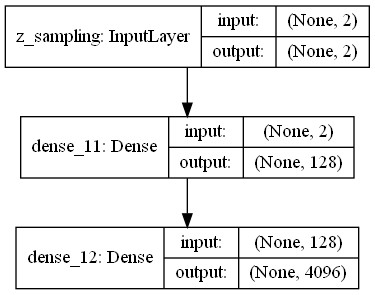 z_sampling: InputLayer
input: (None, 2)
output: (None, 2)
dense_11: Dense
input: (None, 2)
output: (None, 128)
dense_12: Dense
input: (None, 128)
output: (None, 4096)